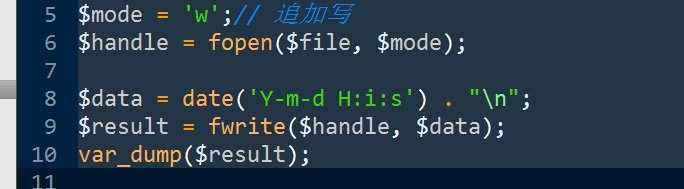 5 $mode = 'w';// 追加写
6 $handle = fopen($file, $mode);
7
8 $data = date('Y-m-d H:i:s') . "\n";
9 $result = fwrite($handle, $data);
10 var_dump($result);
11